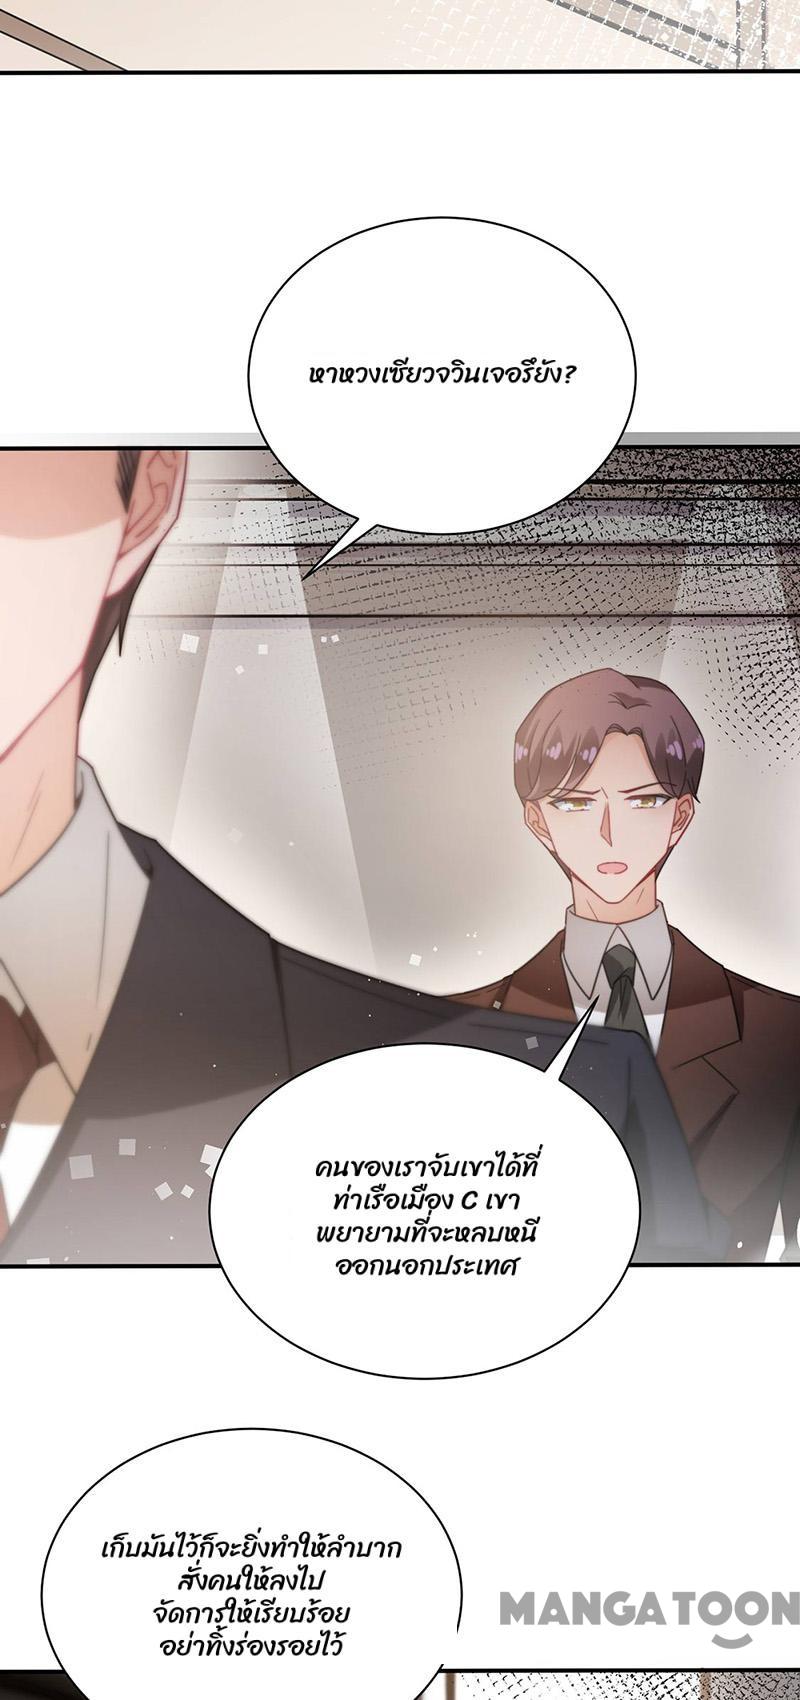 หาหวงเซียวจวินเจอรึยัง?
คนของเราจับเขาได้ที่
ท่าเรือเมือง C เขา
พยายามที่จะหลบหนี
ออกนอกประเทศ
เก็บมันไว้ก็จะยิ่งทำให้ลำบาก
สั่งคนให้ลงไป
จัดการให้เรียบร้อย
อย่าทิ้งร่องรอยไว้
MANGATOON